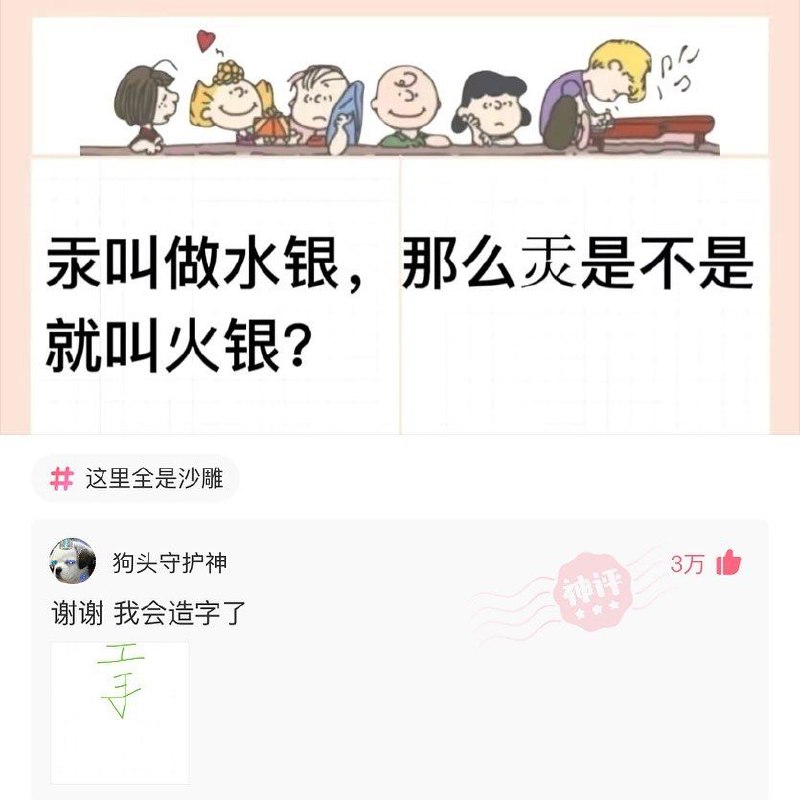 汞叫做水银，那么灭是不是
就叫火银？
# 这里全是沙雕
狗头守护神
3万
神评
谢谢 我会造字了